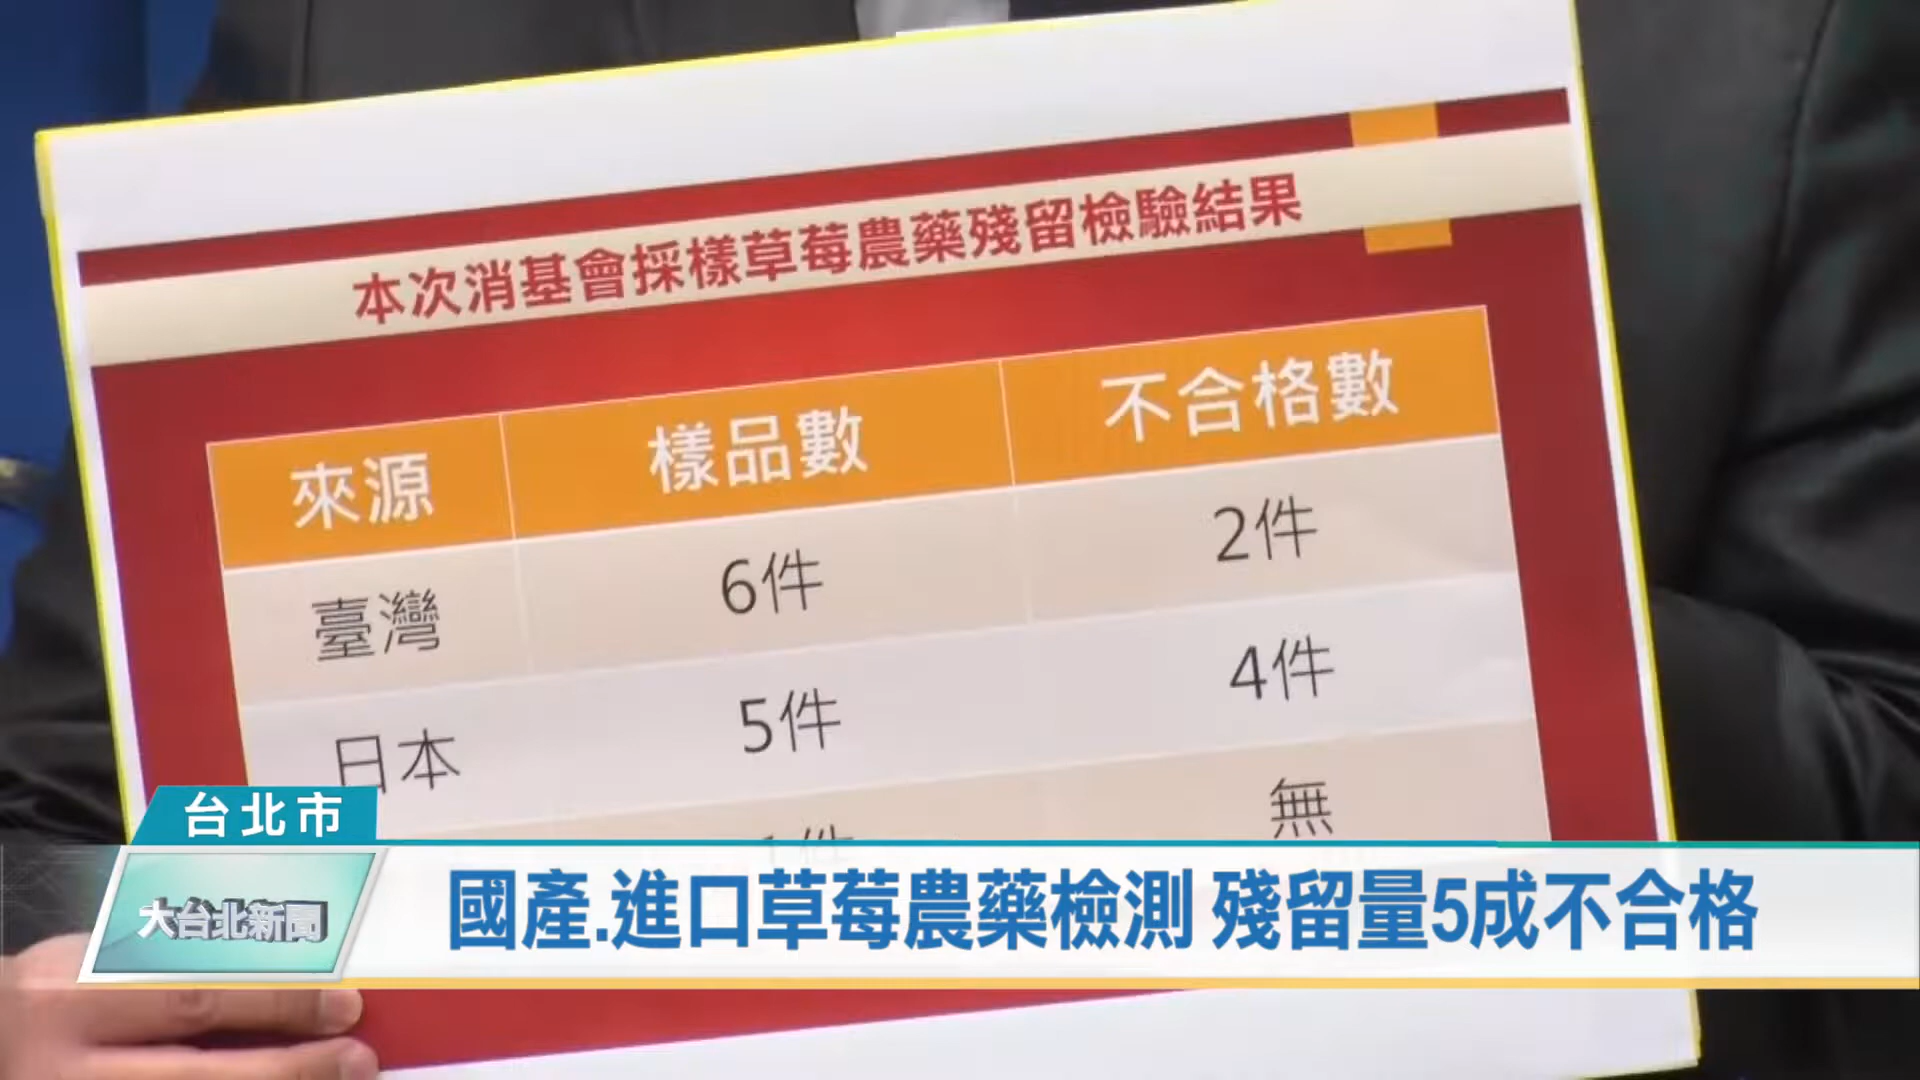 本次消基會採樣草莓農藥殘留檢驗結果
來源 樣品數 不合格數
臺灣 6件 2件
日本 5件 4件
1件 無
台北市
大台北新聞
國產.進口草莓農藥檢測 殘留量5成不合格